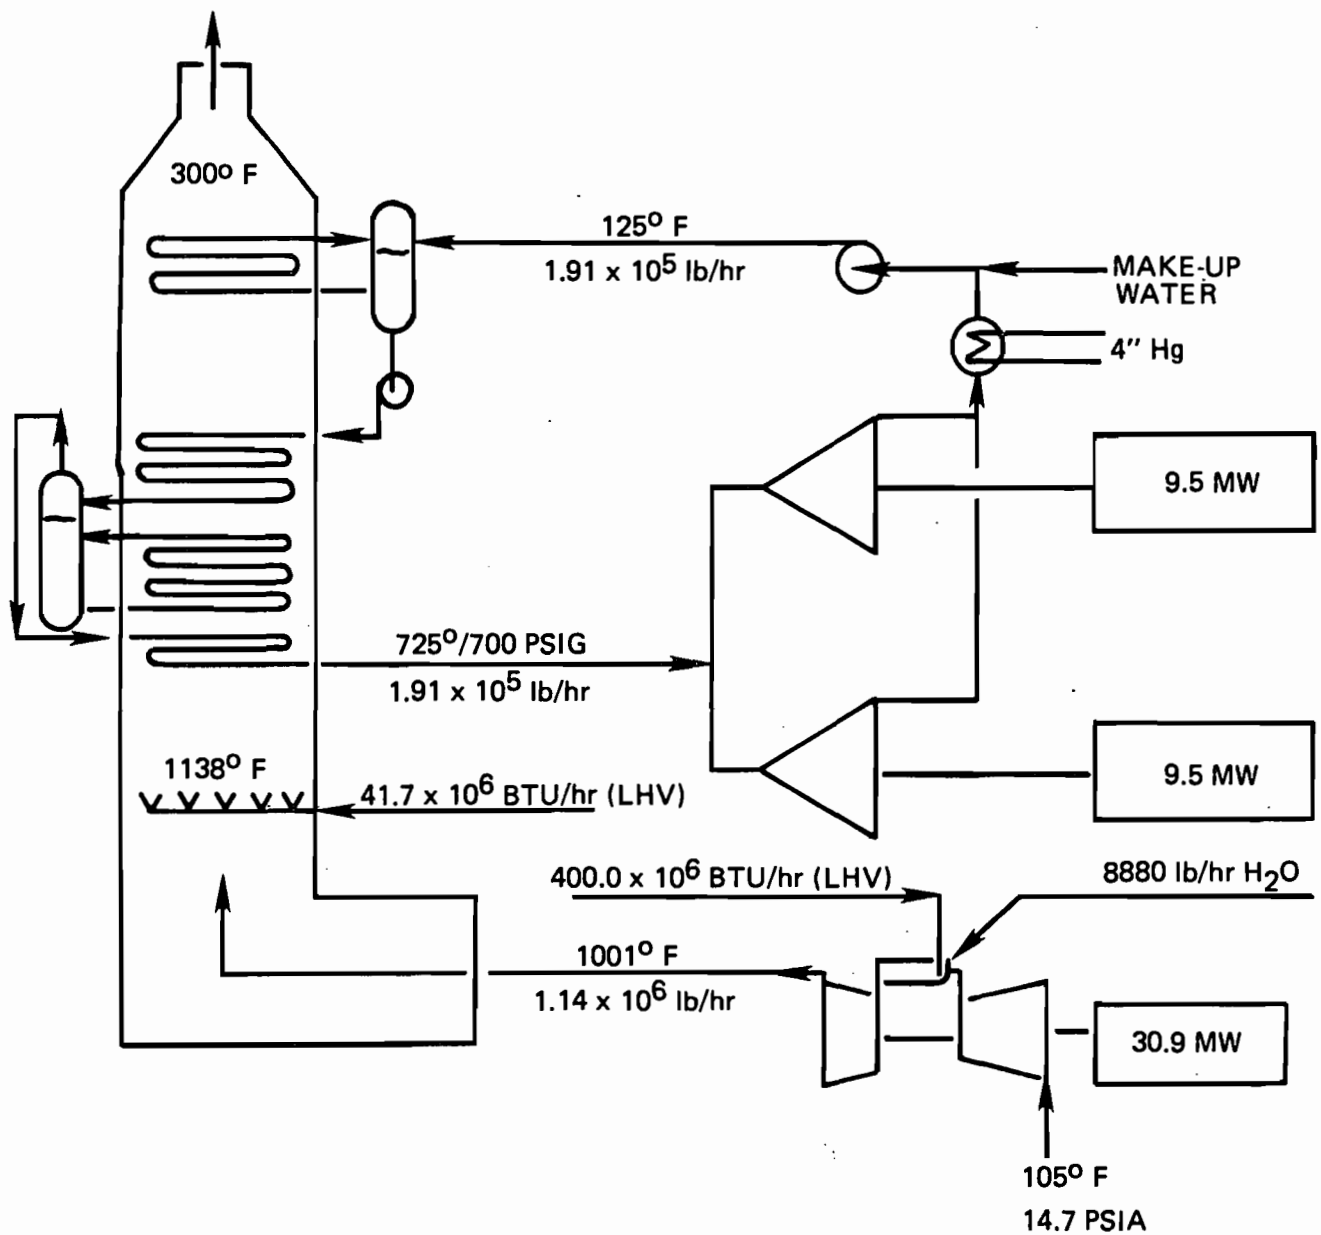 300° F
125° F
1.91 x 10⁵ lb/hr
MAKE-UP
WATER
4" Hg
9.5 MW
725°/700 PSIG
1.91 x 10⁵ lb/hr
9.5 MW
1138° F
41.7 x 10⁶ BTU/hr (LHV)
400.0 x 10⁶ BTU/hr (LHV)
8880 lb/hr H₂O
1001° F
1.14 x 10⁶ lb/hr
30.9 MW
105° F
14.7 PSIA